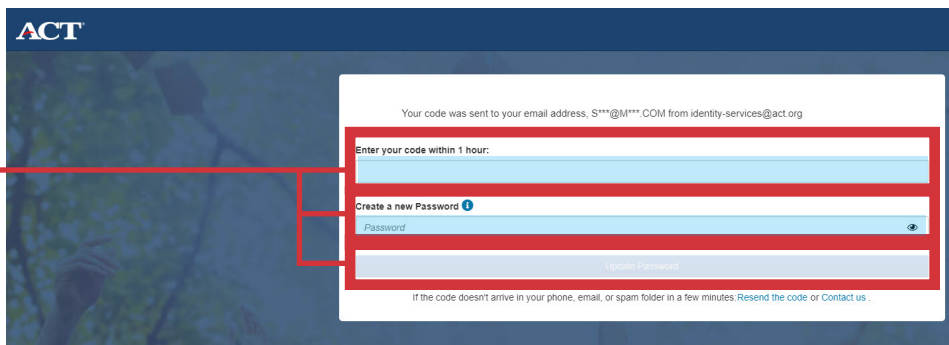 ACT
Your code was sent to your email address, S***@M***.COM from identity-services@act.org
Enter your code within 1 hour:
Create a new Password
Password
Update Password
If the code doesn't arrive in your phone, email, or spam folder in a few minutes:Resend the code or Contact us .